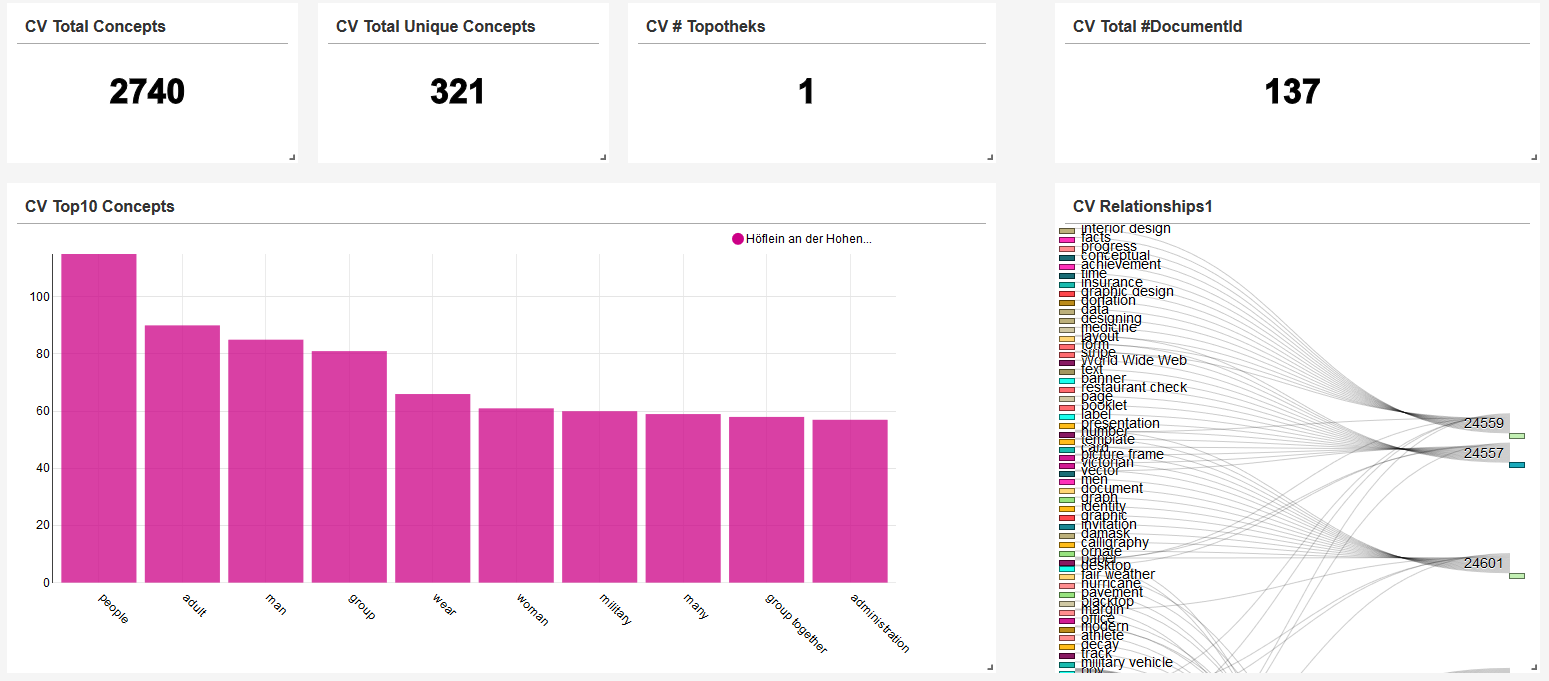 CV Total Concepts
2740
CV Total Unique Concepts
321
CV # Topotheks
1
CV Total #DocumentId
137
CV Top10 Concepts
Höflein an der Hohen...
100
80
60
40
20
0
people
adult
man
group
wear
woman
military
many
group together
administration
CV Relationships1
interior design
facts
progress
conceptual
achievement
time
insurance
graphic design
donation
data
designing
medicine
layout
form
stripe
World Wide Web
text
banner
restaurant check
page
booklet
label
presentation
number
template
card
picture frame
victorian
vector
men
document
graph
identity
graphic
invitation
damask
calligraphy
ornate
paper
desktop
fair weather
hurricane
pavement
blacktop
margin
office
modern
athlete
decay
track
military vehicle
24559
24557
24601